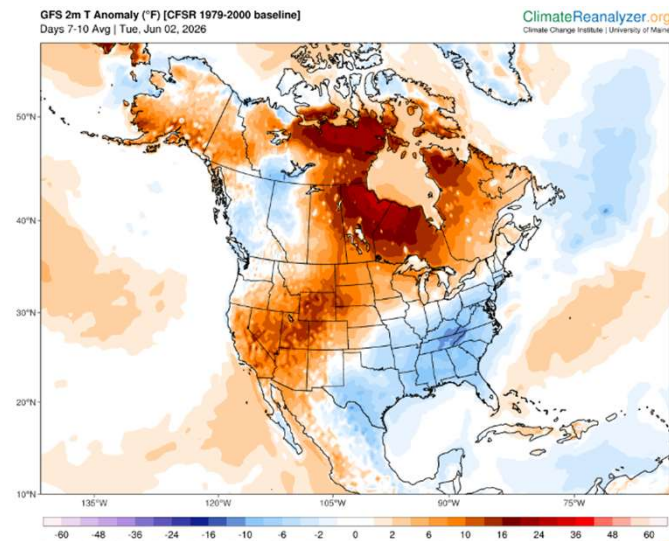 GFS 2m T Anomaly (°F) [CFSR 1979-2000 baseline]
Days 7-10 Avg | Tue, Jun 02, 2026
ClimateReanalyzer.org
Climate Change Institute | University of Maine
50°N
40°N
30°N
20°N
10°N
135°W
120°W
105°W
90°W
75°W
-60 -48 -36 -24 -16 -10 -6 -2 0 2 6 10 16 24 36 48 60